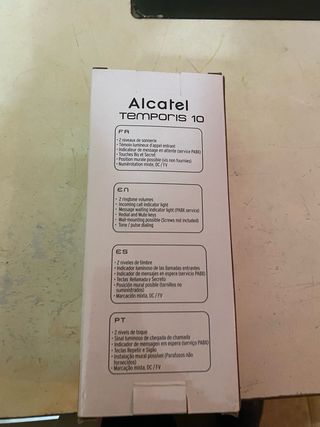 Alcatel
Temporis 10
FR
• 2 niveaux de sonnerie
• Témoin lumineux d'appel entrant
• Indicateur de message en attente (service PABX)
• Touches Bis et Secret
• Position murale possible (vis non fournies)
• Numérotation mixte, DC / FV
EN
• 2 ringtone volumes
• Incoming call indicator light
• Message waiting indicator light (PABX service)
• Redial and Mute keys
• Wall-mounting possible (Screws not included)
• Tone / pulse dialing
ES
• 2 niveles de timbre
• Indicador luminoso de las llamadas entrantes
• Indicador de mensajes en espera (servicio PABX)
• Teclas Rellamada y Secreto
• Posición mural posible (tornillos no
suministrados)
• Marcación mixta, DC / FV
PT
• 2 níveis de toque
• Sinal luminoso de chegada de chamada
• Indicador de mensagem em espera (serviço PABX)
• Teclas Repetir e Sigilo
• Instalação mural possível (Parafusos não
fornecidos)
• Marcação mixta, DC / FV